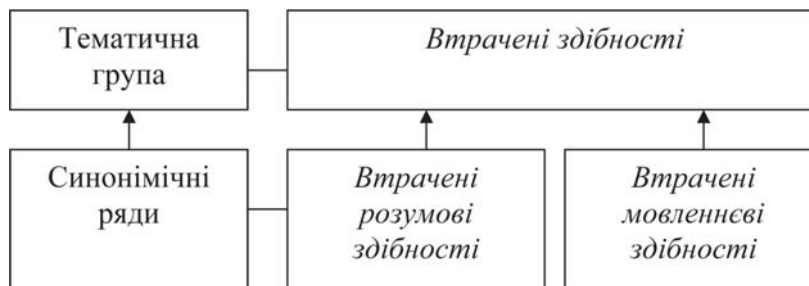 Тематична
група
Втрачені здібності
Синонімічні
ряди
Втрачені
розумові
здібності
Втрачені
мовленнєві
здібності